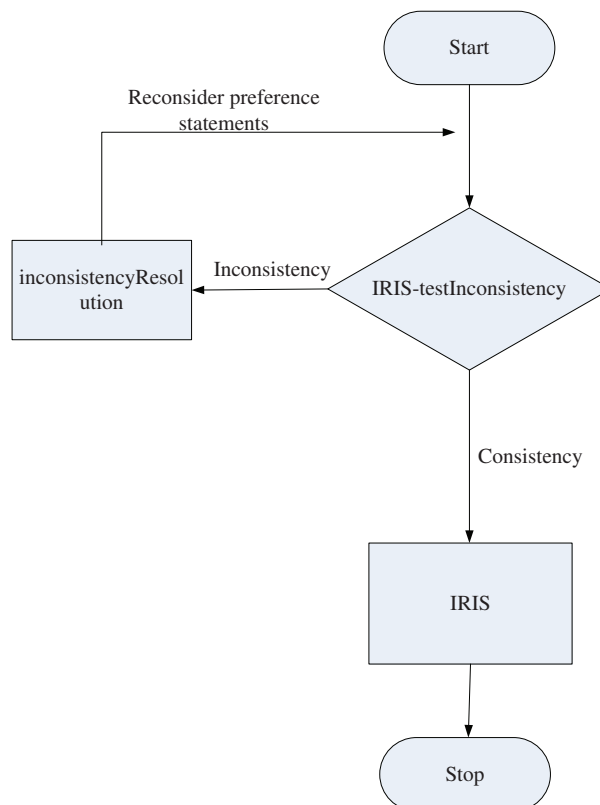 Start
Reconsider preference
statements
inconsistencyResol
ution
Inconsistency
IRIS-testInconsistency
Consistency
IRIS
Stop